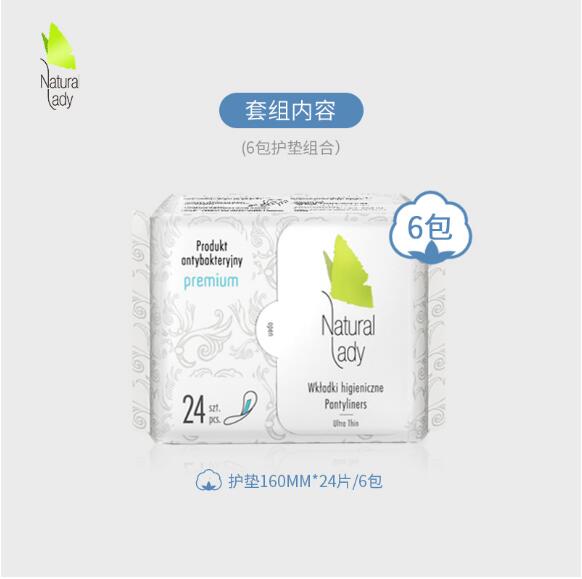 Natural
Lady
套组内容
(6包护垫组合)
6包
Produkt
antybakteryjny
premium
open
Natural
Lady
Wkładki higieniczne
Pantyliners
Ultra Thin
24 szt.
pcs.
护垫160MM*24片/6包